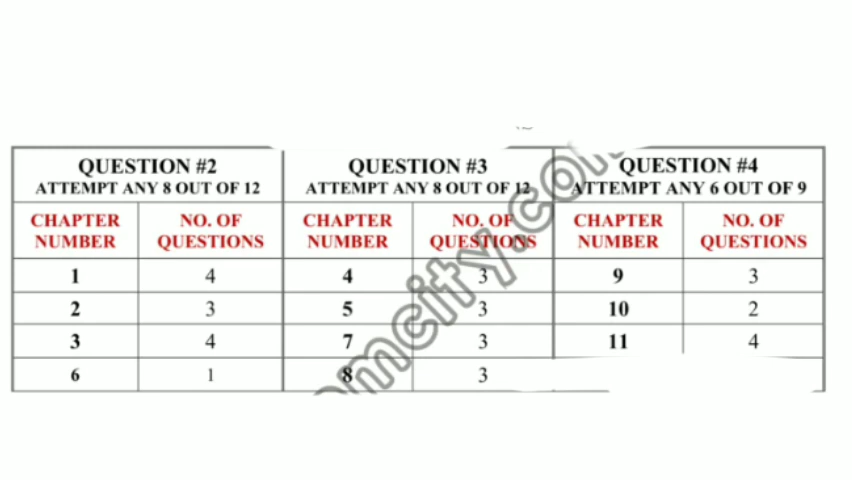 QUESTION #2
ATTEMPT ANY 8 OUT OF 12
CHAPTER NUMBER NO. OF QUESTIONS
1 4
2 3
3 4
6 1
QUESTION #3
ATTEMPT ANY 8 OUT OF 12
CHAPTER NUMBER NO. OF QUESTIONS
4 3
5 3
7 3
8 3
QUESTION #4
ATTEMPT ANY 6 OUT OF 9
CHAPTER NUMBER NO. OF QUESTIONS
9 3
10 2
11 4